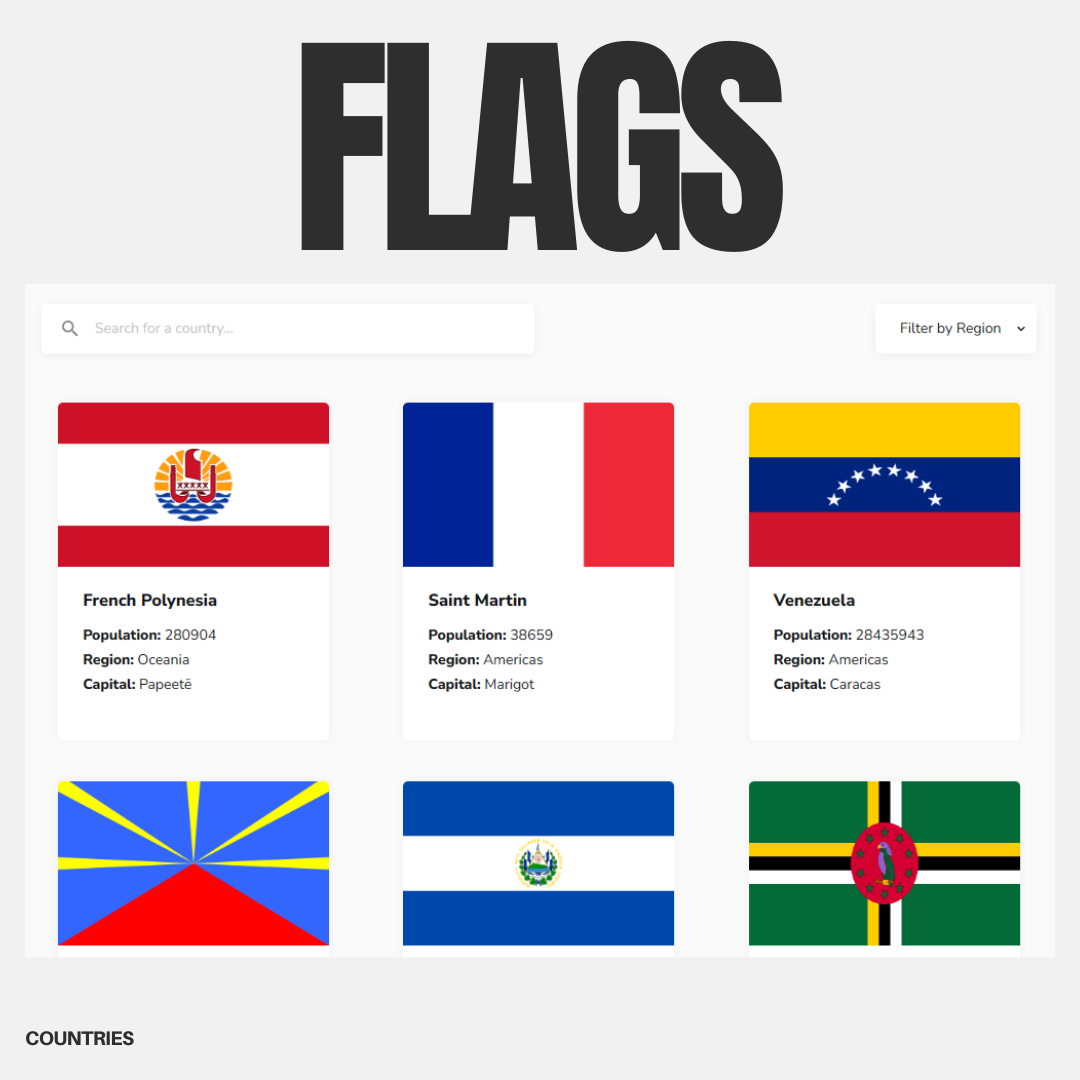 FLAGS
Search for a country...
Filter by Region
French Polynesia
Population: 280904
Region: Oceania
Capital: Papeetē
Saint Martin
Population: 38659
Region: Americas
Capital: Marigot
Venezuela
Population: 28435943
Region: Americas
Capital: Caracas
COUNTRIES